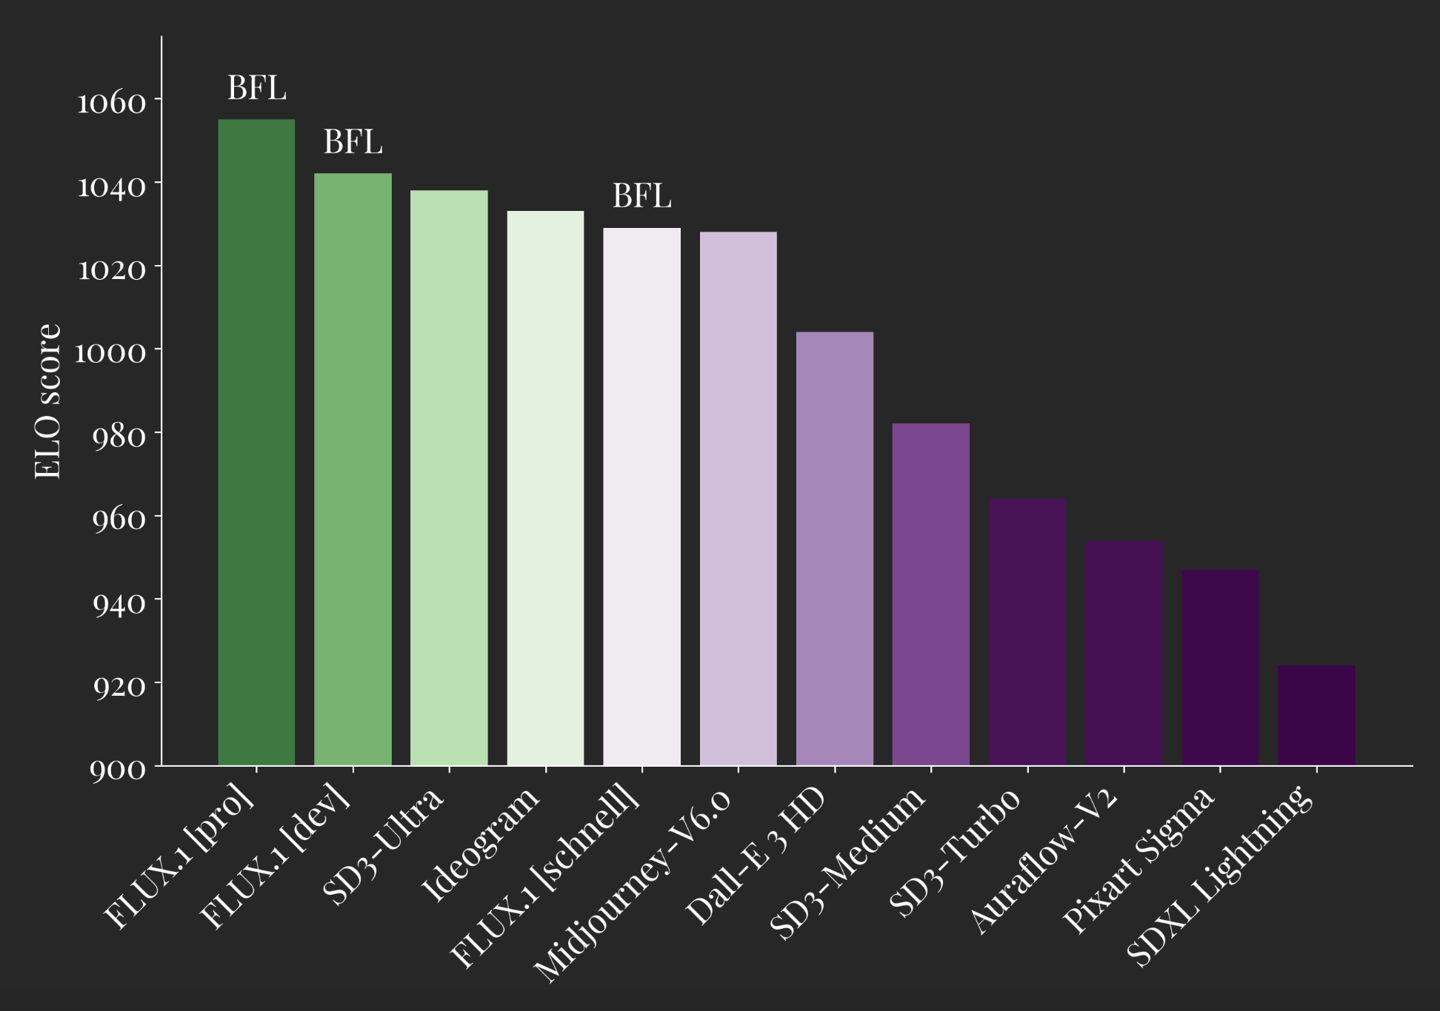 BFL
BFL
BFL
ELO score
1060
1040
1020
1000
980
960
940
920
900
FLUX.1 [pro]
FLUX.1 [dev]
SD3-Ultra
Ideogram
FLUX.1 [schnell]
Midjourney-V6.0
Dall-E 3 HD
SD3-Medium
SD3-Turbo
Auraflow-V2
Pixart Sigma
SDXL Lightning